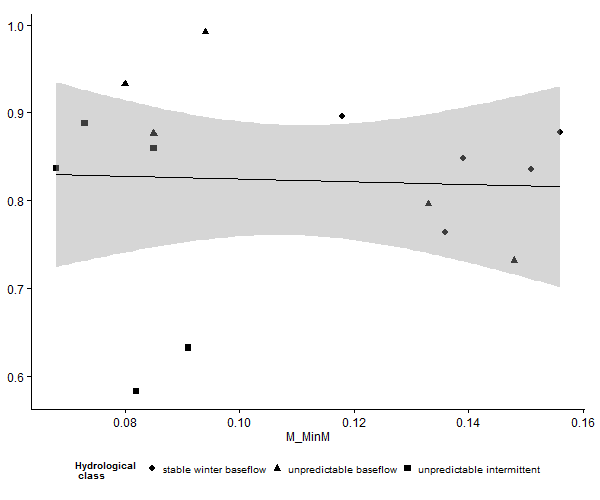 1.0
0.9
0.8
0.7
0.6
0.08 0.10 0.12 0.14 0.16
M_MinM
Hydrological
class
stable winter baseflow unpredictable baseflow unpredictable intermittent